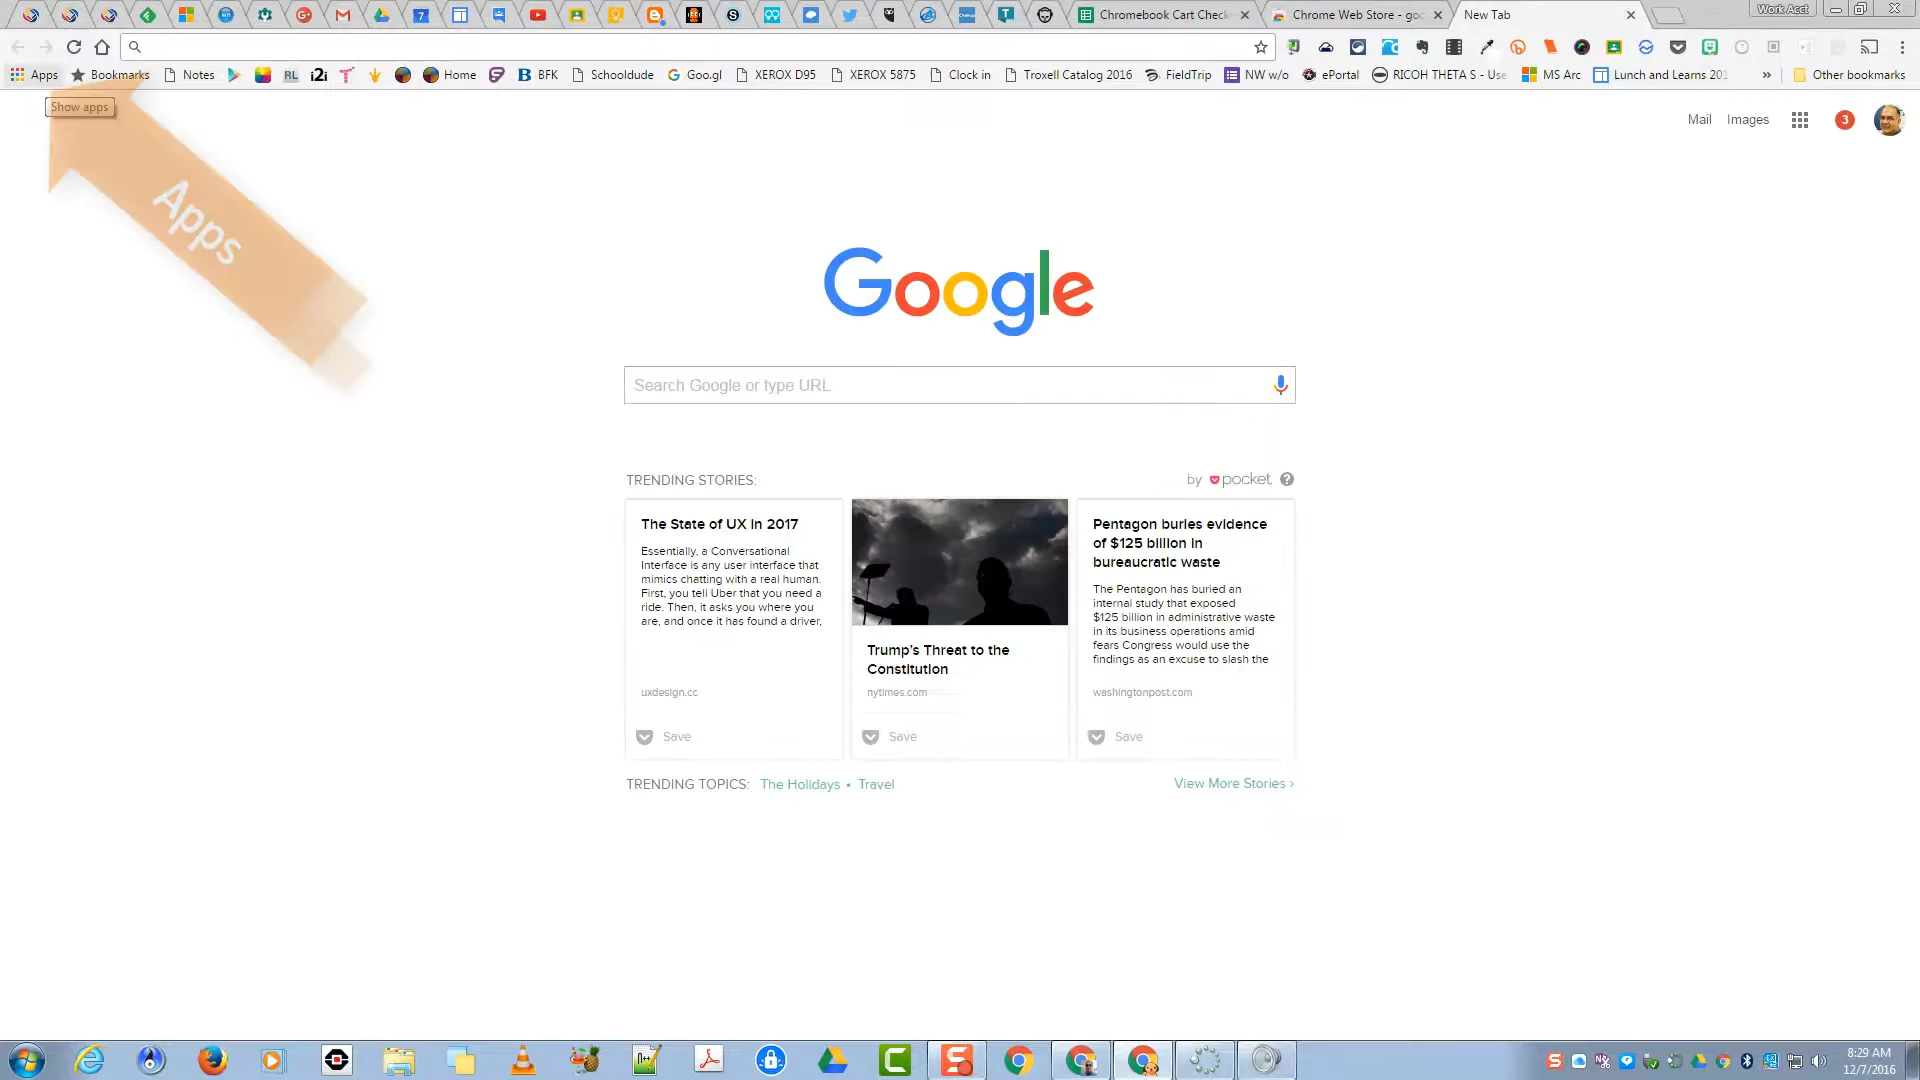 Chromebook Cart Check
Chrome Web Store - goo
New Tab
Work Acct
Apps
Bookmarks
Notes
RL
i2i
Home
BFK
Schooldude
Goo.gl
XEROX D95
XEROX 5875
Clock in
Troxell Catalog 2016
FieldTrip
NW w/o
ePortal
RICOH THETA S - Use
MS Arc
Lunch and Learns 201
»
Other bookmarks
Show apps
Mail
Images
3
Apps
Google
Search Google or type URL
TRENDING STORIES:
by pocket
The State of UX in 2017
Essentially, a Conversational
Interface is any user interface that
mimics chatting with a real human.
First, you tell Uber that you need a
ride. Then, it asks you where you
are, and once it has found a driver,
uxdesign.cc
Save
Trump's Threat to the
Constitution
nytimes.com
Save
Pentagon buries evidence
of $125 billion in
bureaucratic waste
The Pentagon has buried an
internal study that exposed
$125 billion in administrative waste
in its business operations amid
fears Congress would use the
findings as an excuse to slash the
washingtonpost.com
Save
TRENDING TOPICS: The Holidays • Travel
View More Stories ›
8:29 AM
12/7/2016